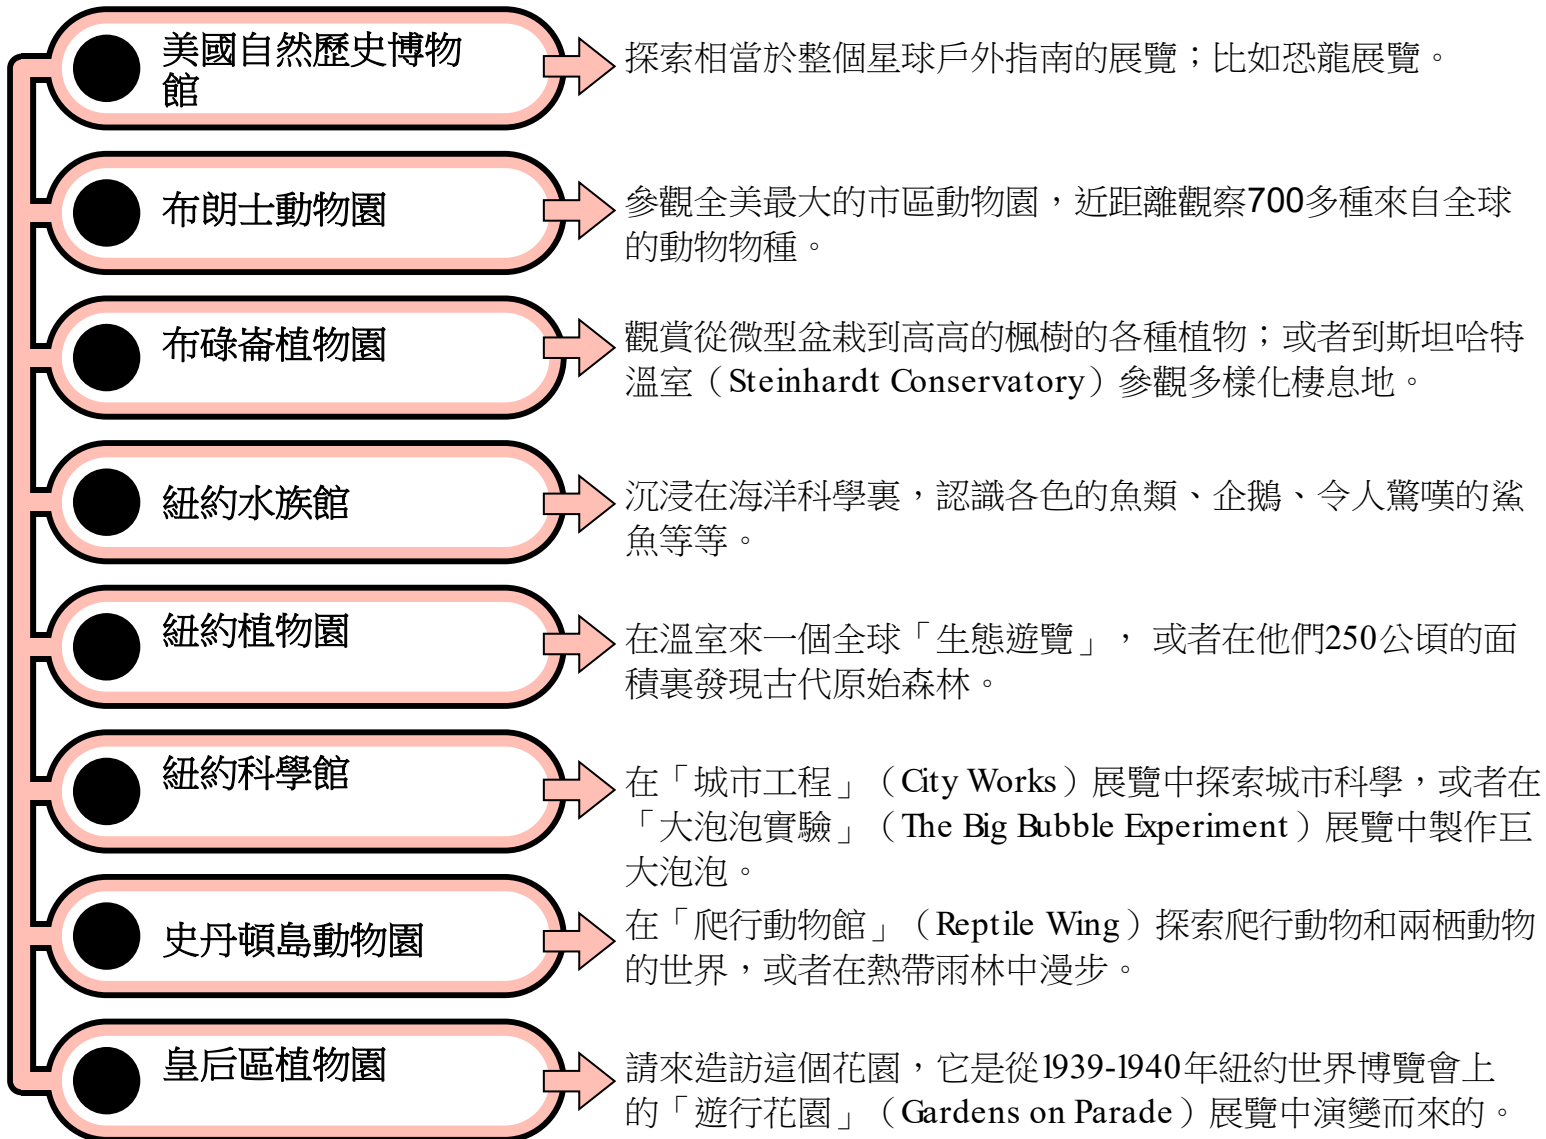 美國自然歷史博物
館
探索相當於整個星球戶外指南的展覽；比如恐龍展覽。
布朗士動物園
參觀全美最大的市區動物園，近距離觀察700多種來自全球
的動物物種。
布碌崙植物園
觀賞從微型盆栽到高高的楓樹的各種植物；或者到斯坦哈特
溫室（Steinhardt Conservatory）參觀多樣化棲息地。
紐約水族館
沉浸在海洋科學裏，認識各色的魚類、企鵝、令人驚嘆的鯊
魚等等。
紐約植物園
在溫室來一個全球「生態遊覽」， 或者在他們250公頃的面
積裏發現古代原始森林。
紐約科學館
在「城市工程」（City Works）展覽中探索城市科學，或者在
「大泡泡實驗」（The Big Bubble Experiment）展覽中製作巨
大泡泡。
史丹頓島動物園
在「爬行動物館」（Reptile Wing）探索爬行動物和兩栖動物
的世界，或者在熱帶雨林中漫步。
皇后區植物園
請來造訪這個花園，它是從1939-1940年紐約世界博覽會上
的「遊行花園」（Gardens on Parade）展覽中演變而來的。